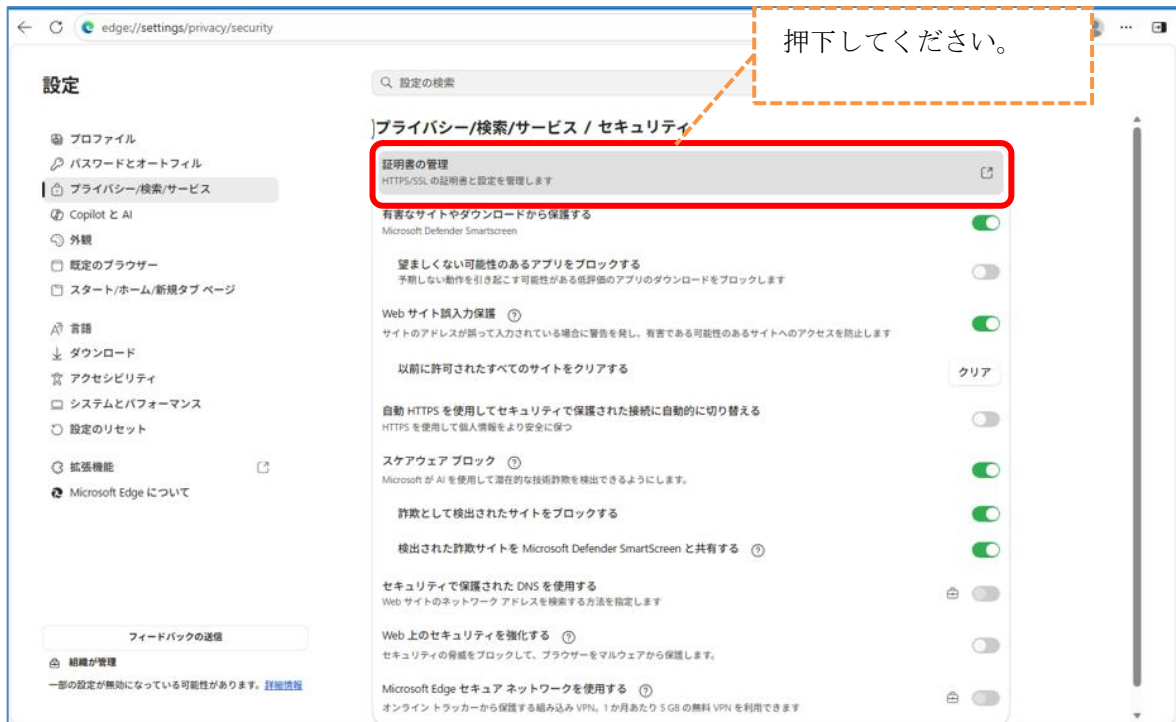 edge://settings/privacy/security
押下してください。
設定
設定の検索
プロファイル
パスワードとオートフィル
プライバシー/検索/サービス
Copilot と AI
外観
既定のブラウザー
スタート/ホーム/新規タブ ページ
言語
ダウンロード
アクセシビリティ
システムとパフォーマンス
設定のリセット
拡張機能
Microsoft Edge について
フィードバックの送信
組織が管理
一部の設定が無効になっている可能性があります。詳細情報
プライバシー/検索/サービス / セキュリティ
証明書の管理
HTTPS/SSL の証明書と設定を管理します
有害なサイトやダウンロードから保護する
Microsoft Defender Smartscreen
望ましくない可能性のあるアプリをブロックする
予期しない動作を引き起こす可能性がある低評価のアプリのダウンロードをブロックします
Web サイト誤入力保護
サイトのアドレスが誤って入力されている場合に警告を発し、有害である可能性のあるサイトへのアクセスを防止します
以前に許可されたすべてのサイトをクリアする
クリア
自動 HTTPS を使用してセキュリティで保護された接続に自動的に切り替える
HTTPS を使用して個人情報をより安全に保つ
スケアウェア ブロック
Microsoft が AI を使用して潜在的な技術詐欺を検出できるようにします。
詐欺として検出されたサイトをブロックする
検出された詐欺サイトを Microsoft Defender SmartScreen と共有する
セキュリティで保護された DNS を使用する
Web サイトのネットワーク アドレスを検索する方法を指定します
Web 上のセキュリティを強化する
セキュリティの脅威をブロックして、ブラウザーをマルウェアから保護します。
Microsoft Edge セキュア ネットワークを使用する
オンライン トラッカーから保護する組み込み VPN。1 か月あたり 5 GB の無料 VPN を利用できます